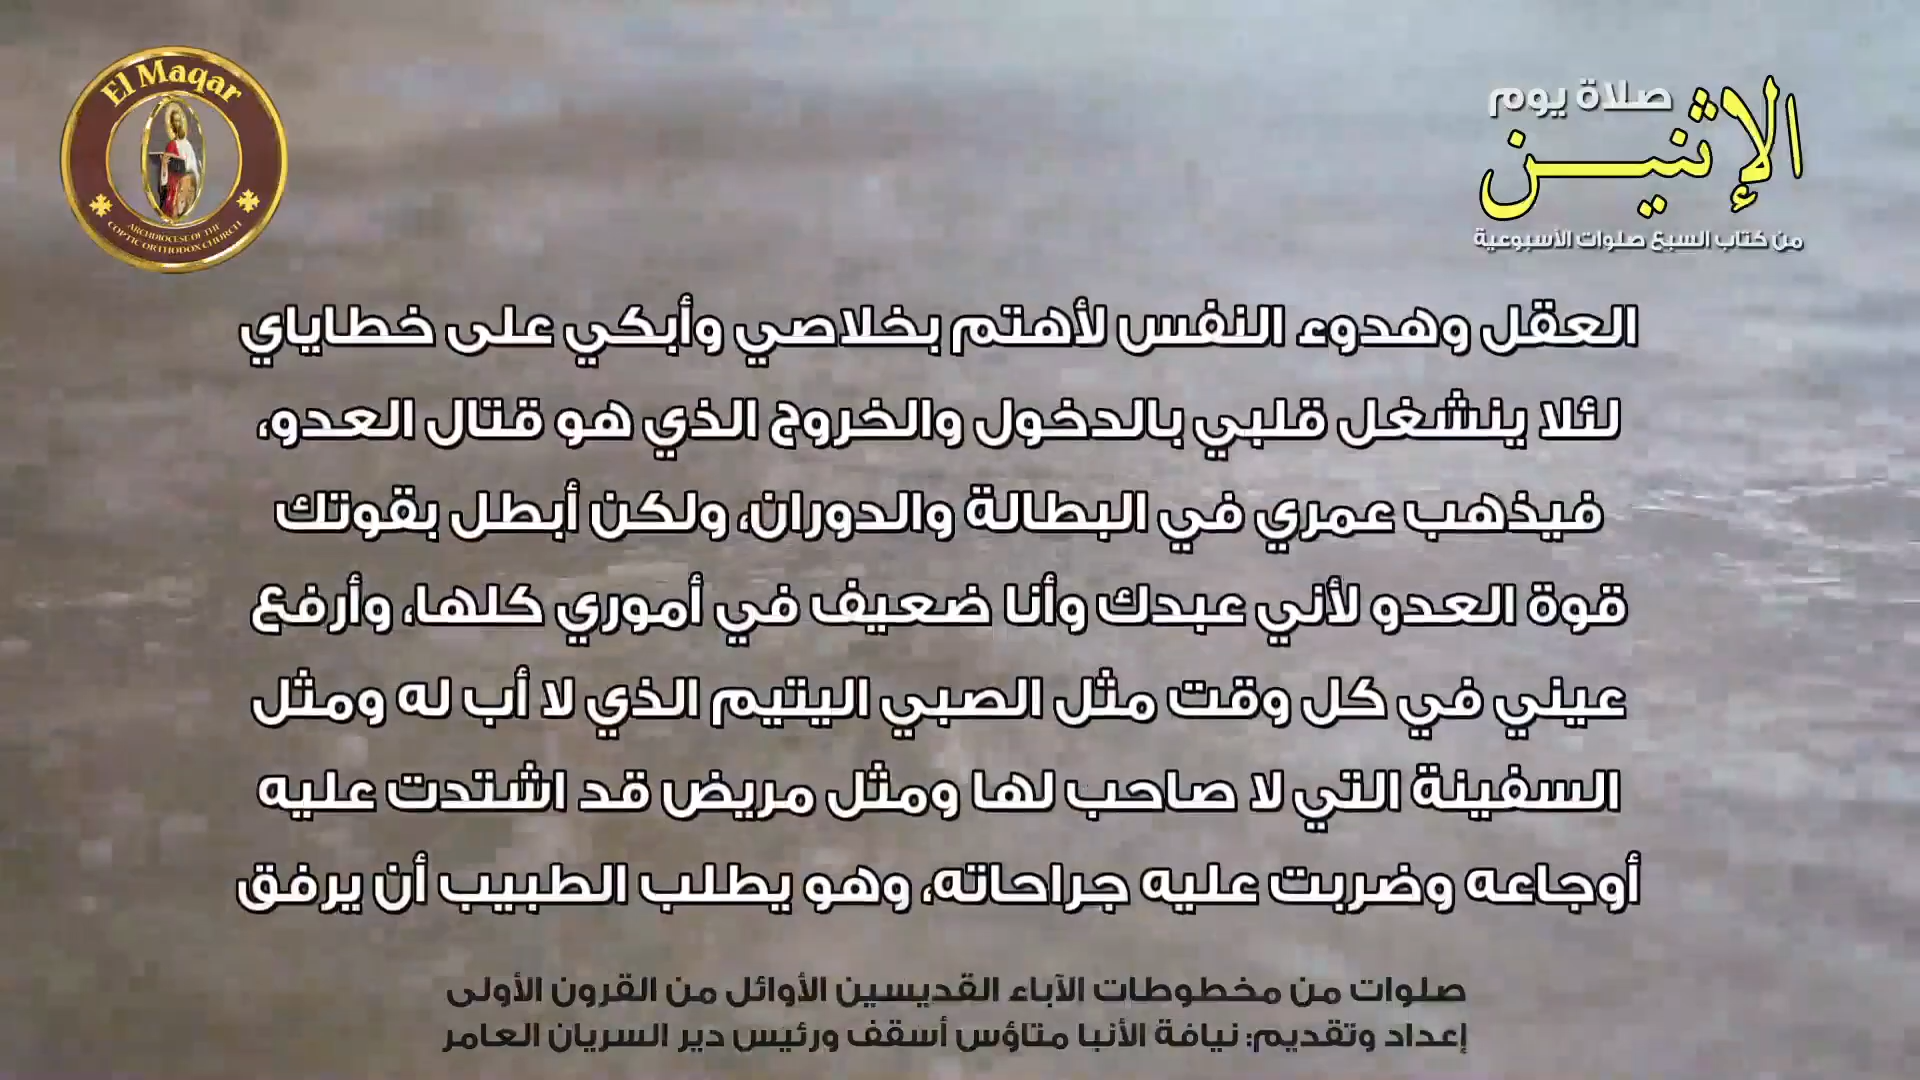 El Maqar
ARCHDIOCESE OF THE
COPTIC ORTHODOX CHURCH
صلاة يوم
الإثنين
من كتاب السبع صلوات الأسبوعية
العقل وهدوء النفس لأهتم بخلاصي وأبكي على خطاياي
لئلا ينشغل قلبي بالدخول والخروج الذي هو قتال العدو،
فيذهب عمري في البطالة والدوران، ولكن أبطل بقوتك
قوة العدو لأني عبدك وأنا ضعيف في أموري كلها، وأرفع
عيني في كل وقت مثل الصبي اليتيم الذي لا أب له ومثل
السفينة التي لا صاحب لها ومثل مريض قد اشتدت عليه
أوجاعه وضربت عليه جراحاته، وهو يطلب الطبيب أن يرفق
صلوات من مخطوطات الآباء القديسين الأوائل من القرون الأولى
إعداد وتقديم: نيافة الأنبا متاؤس أسقف ورئيس دير السريان العامر